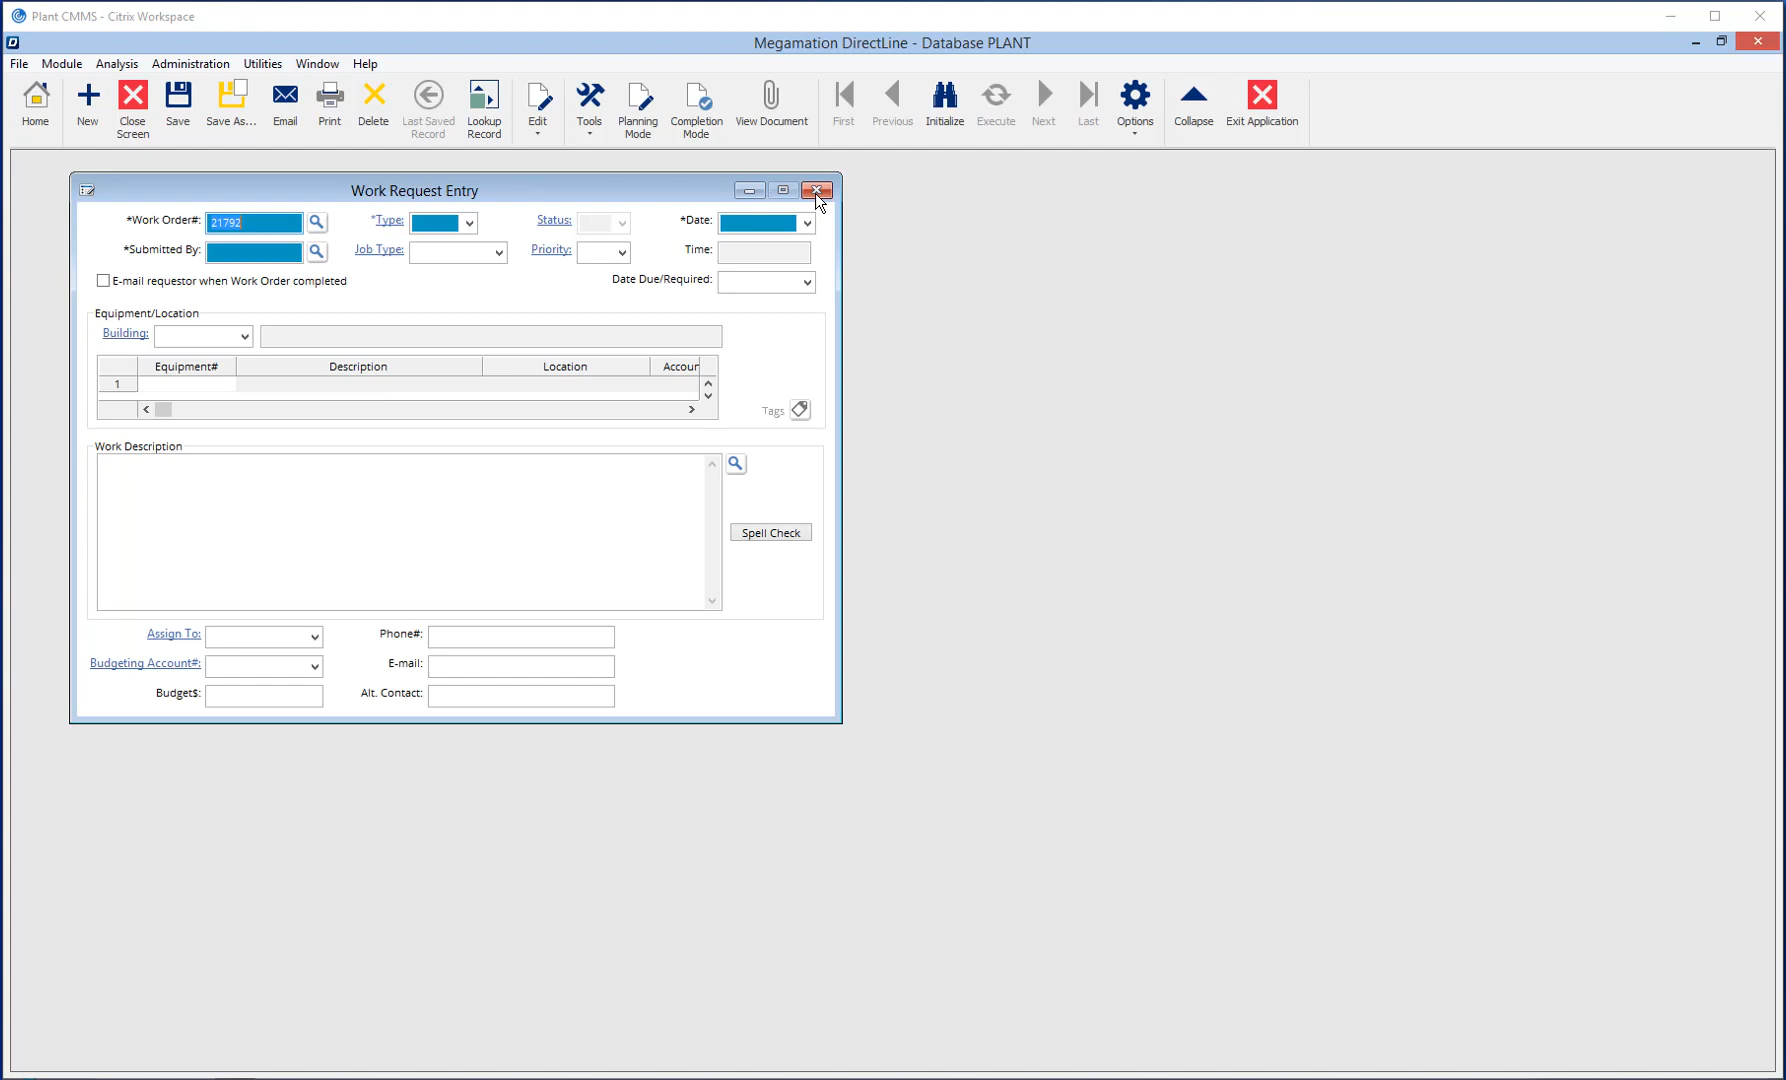 Plant CMMS - Citrix Workspace
Megamation DirectLine - Database PLANT
File Module Analysis Administration Utilities Window Help
Home New Close Screen Save Save As... Email Print Delete Last Saved Record Lookup Record Edit Tools Planning Mode Completion Mode View Document First Previous Initialize Execute Next Last Options Collapse Exit Application
Work Request Entry
*Work Order#: 21792 *Type: Status: *Date:
*Submitted By: Job Type: Priority: Time:
E-mail requestor when Work Order completed Date Due/Required:
Equipment/Location
Building:
Equipment# Description Location Accour
1
Tags
Work Description
Spell Check
Assign To: Phone#:
Budgeting Account#: E-mail:
Budget$: Alt. Contact: